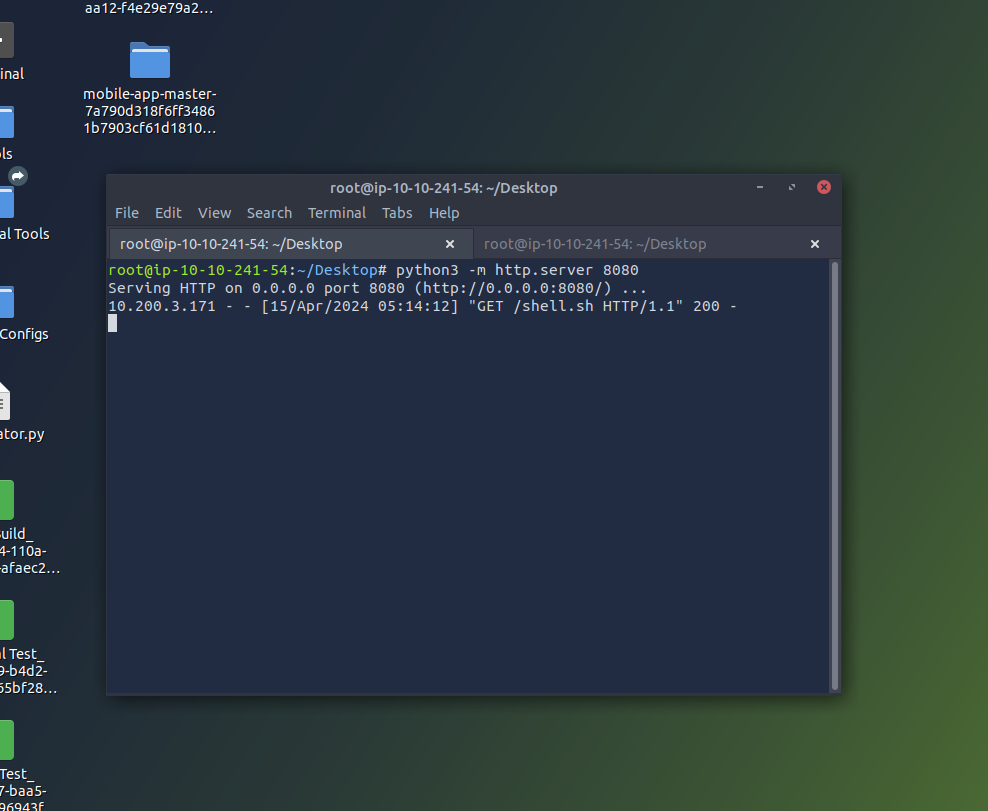 aa12-f4e29e79a2...
inal
mobile-app-master-
7a790d318f6ff3486
1b7903cf61d1810...
ols
al Tools
Configs
ator.py
uild_
4-110a-
-afaec2...
l Test_
9-b4d2-
65bf28...
Test_
7-baa5-
96943f
root@ip-10-10-241-54: ~/Desktop
File Edit View Search Terminal Tabs Help
root@ip-10-10-241-54: ~/Desktop root@ip-10-10-241-54: ~/Desktop
root@ip-10-10-241-54:~/Desktop# python3 -m http.server 8080
Serving HTTP on 0.0.0.0 port 8080 (http://0.0.0.0:8080/) ...
10.200.3.171 - - [15/Apr/2024 05:14:12] "GET /shell.sh HTTP/1.1" 200 -